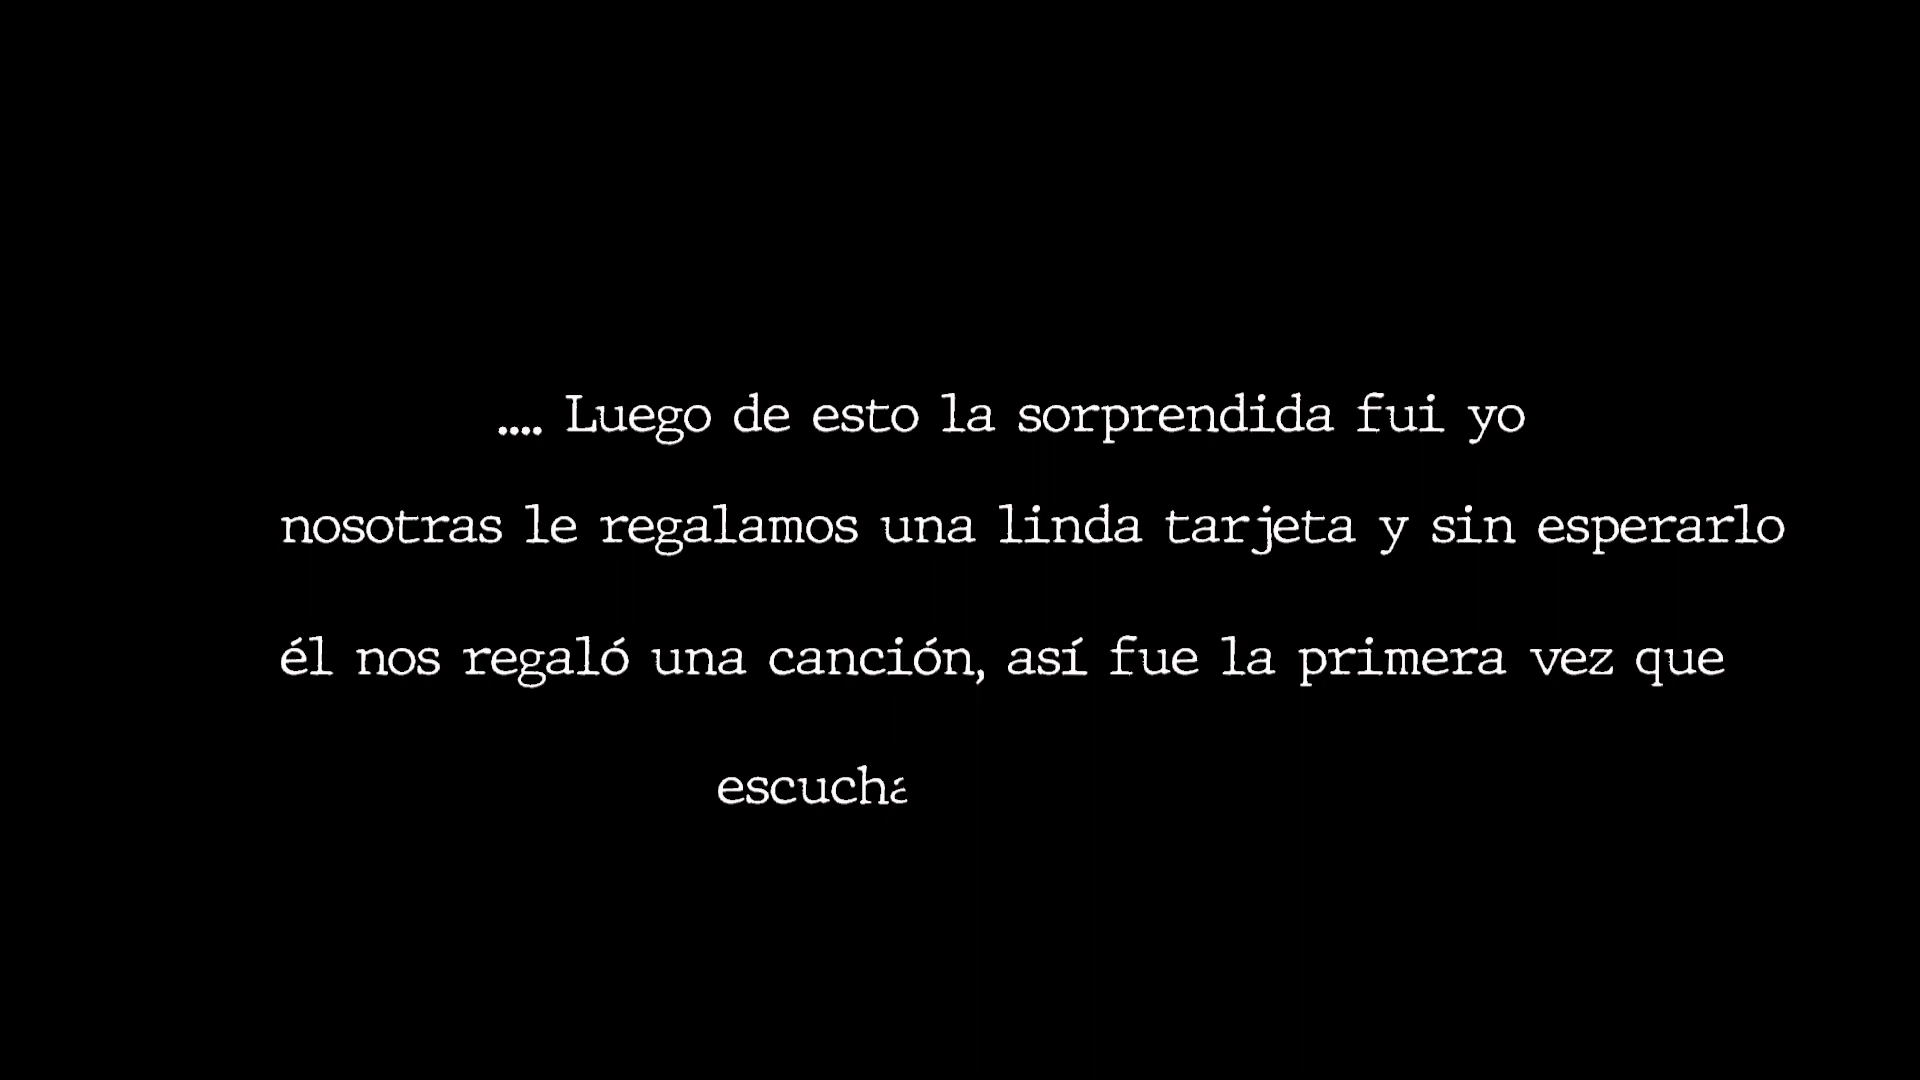 .... Luego de esto la sorprendida fui yo
nosotras le regalamos una linda tarjeta y sin esperarlo
él nos regaló una canción, así fue la primera vez que